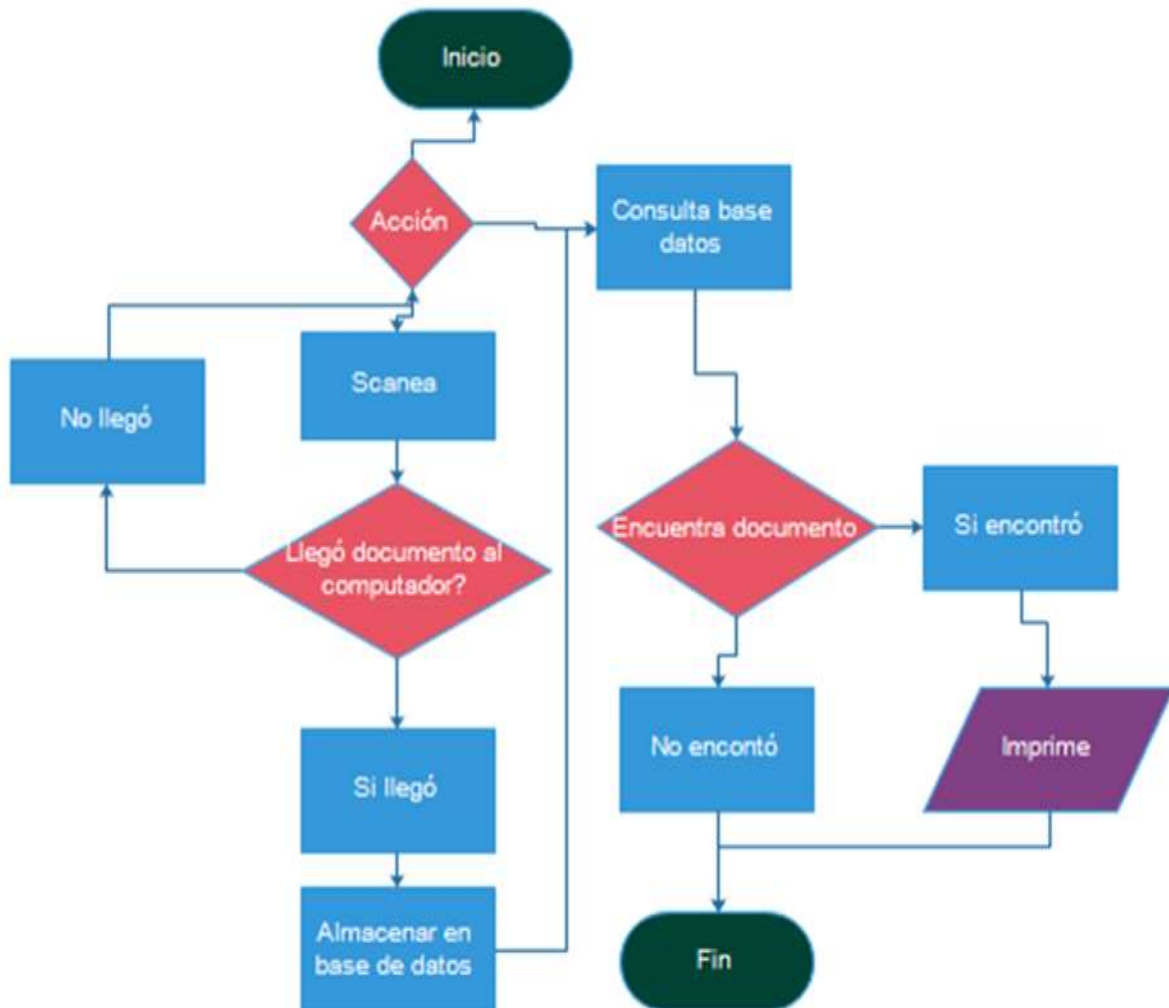 Inicio
Acción
Consulta base
datos
No llegó
Scanea
Llegó documento al
computador?
Encuentra documento
Si encontró
Si llegó
No encontó
Imprime
Almacenar en
base de datos
Fin